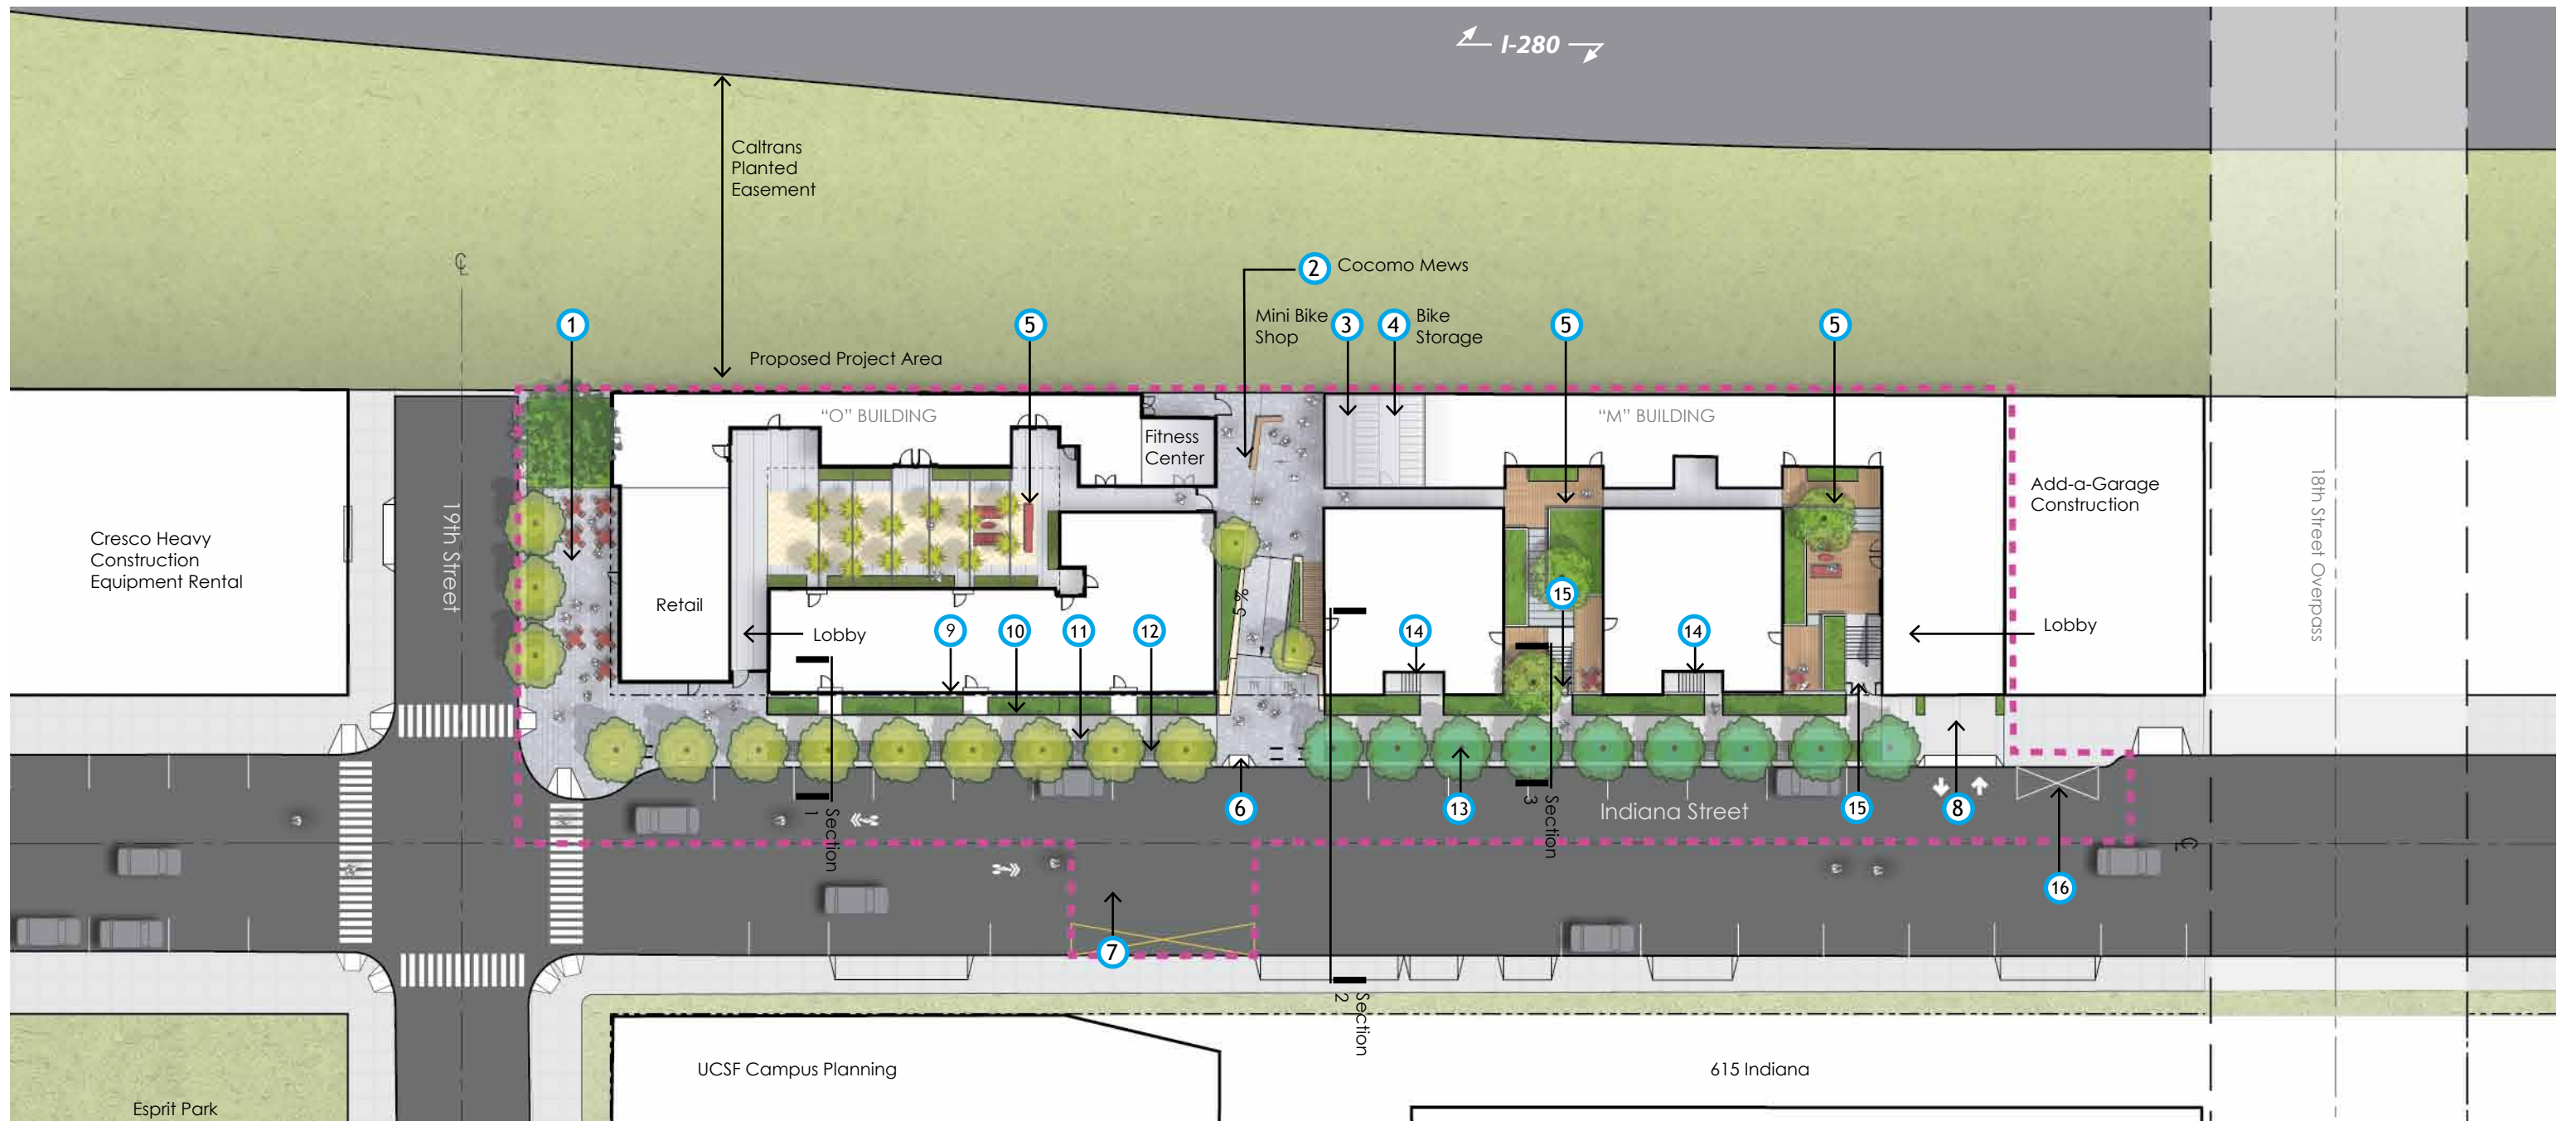 I-280
Caltrans
Planted
Easement
℄
2 Cocomo Mews
1
5
Mini Bike
Shop
3
4
Bike
Storage
5
5
Proposed Project Area
"O" BUILDING
"M" BUILDING
Fitness
Center
Add-a-Garage
Construction
18th Street Overpass
19th Street
Cresco Heavy
Construction
Equipment Rental
Retail
Lobby
9
10
11
12
5%
14
15
14
Lobby
6
13
15
8
Indiana Street
Section
1
Section
3
℄
16
7
Section
2
UCSF Campus Planning
615 Indiana
Esprit Park